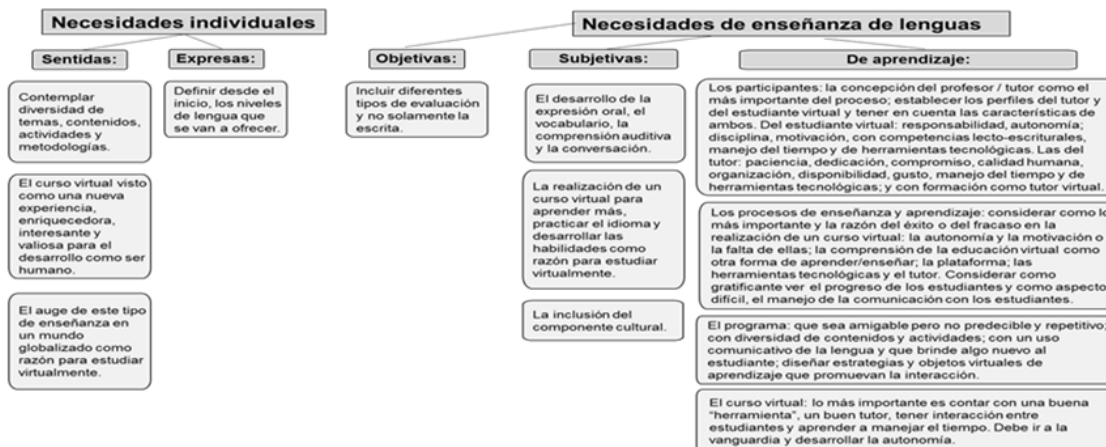 Necesidades individuales
Sentidas:
Contemplar
diversidad de
temas, contenidos,
actividades y
metodologías.
El curso virtual visto
como una nueva
experiencia,
enriquecedora,
interesante y
valiosa para el
desarrollo como ser
humano.
El auge de este tipo
de enseñanza en
un mundo
globalizado como
razón para estudiar
virtualmente.
Expresas:
Definir desde el
inicio, los niveles
de lengua que
se van a ofrecer.
Necesidades de enseñanza de lenguas
Objetivas:
Incluir diferentes
tipos de evaluación
y no solamente la
escrita.
Subjetivas:
El desarrollo de la
expresión oral, el
vocabulario, la
comprensión auditiva
y la conversación.
La realización de un
curso virtual para
aprender más,
practicar el idioma y
desarrollar las
habilidades como
razón para estudiar
virtualmente.
La inclusión del
componente cultural.
De aprendizaje:
Los participantes: la concepción del profesor / tutor como el
más importante del proceso; establecer los perfiles del tutor y
del estudiante virtual y tener en cuenta las características de
ambos. Del estudiante virtual: responsabilidad, autonomía;
disciplina, motivación, con competencias lecto-escriturales,
manejo del tiempo y de herramientas tecnológicas. Las del
tutor: paciencia, dedicación, compromiso, calidad humana,
organización, disponibilidad, gusto, manejo del tiempo y de
herramientas tecnológicas; y con formación como tutor virtual.
Los procesos de enseñanza y aprendizaje: considerar como lo
más importante y la razón del éxito o del fracaso en la
realización de un curso virtual: la autonomía y la motivación o
la falta de ellas; la comprensión de la educación virtual como
otra forma de aprender/enseñar; la plataforma; las
herramientas tecnológicas y el tutor. Considerar como
gratificante ver el progreso de los estudiantes y como aspecto
difícil, el manejo de la comunicación con los estudiantes.
El programa: que sea amigable pero no predecible y repetitivo;
con diversidad de contenidos y actividades; con un uso
comunicativo de la lengua y que brinde algo nuevo al
estudiante; diseñar estrategias y objetos virtuales de
aprendizaje que promuevan la interacción.
El curso virtual: lo más importante es contar con una buena
“herramienta”, un buen tutor, tener interacción entre
estudiantes y aprender a manejar el tiempo. Debe ir a la
vanguardia y desarrollar la autonomía.